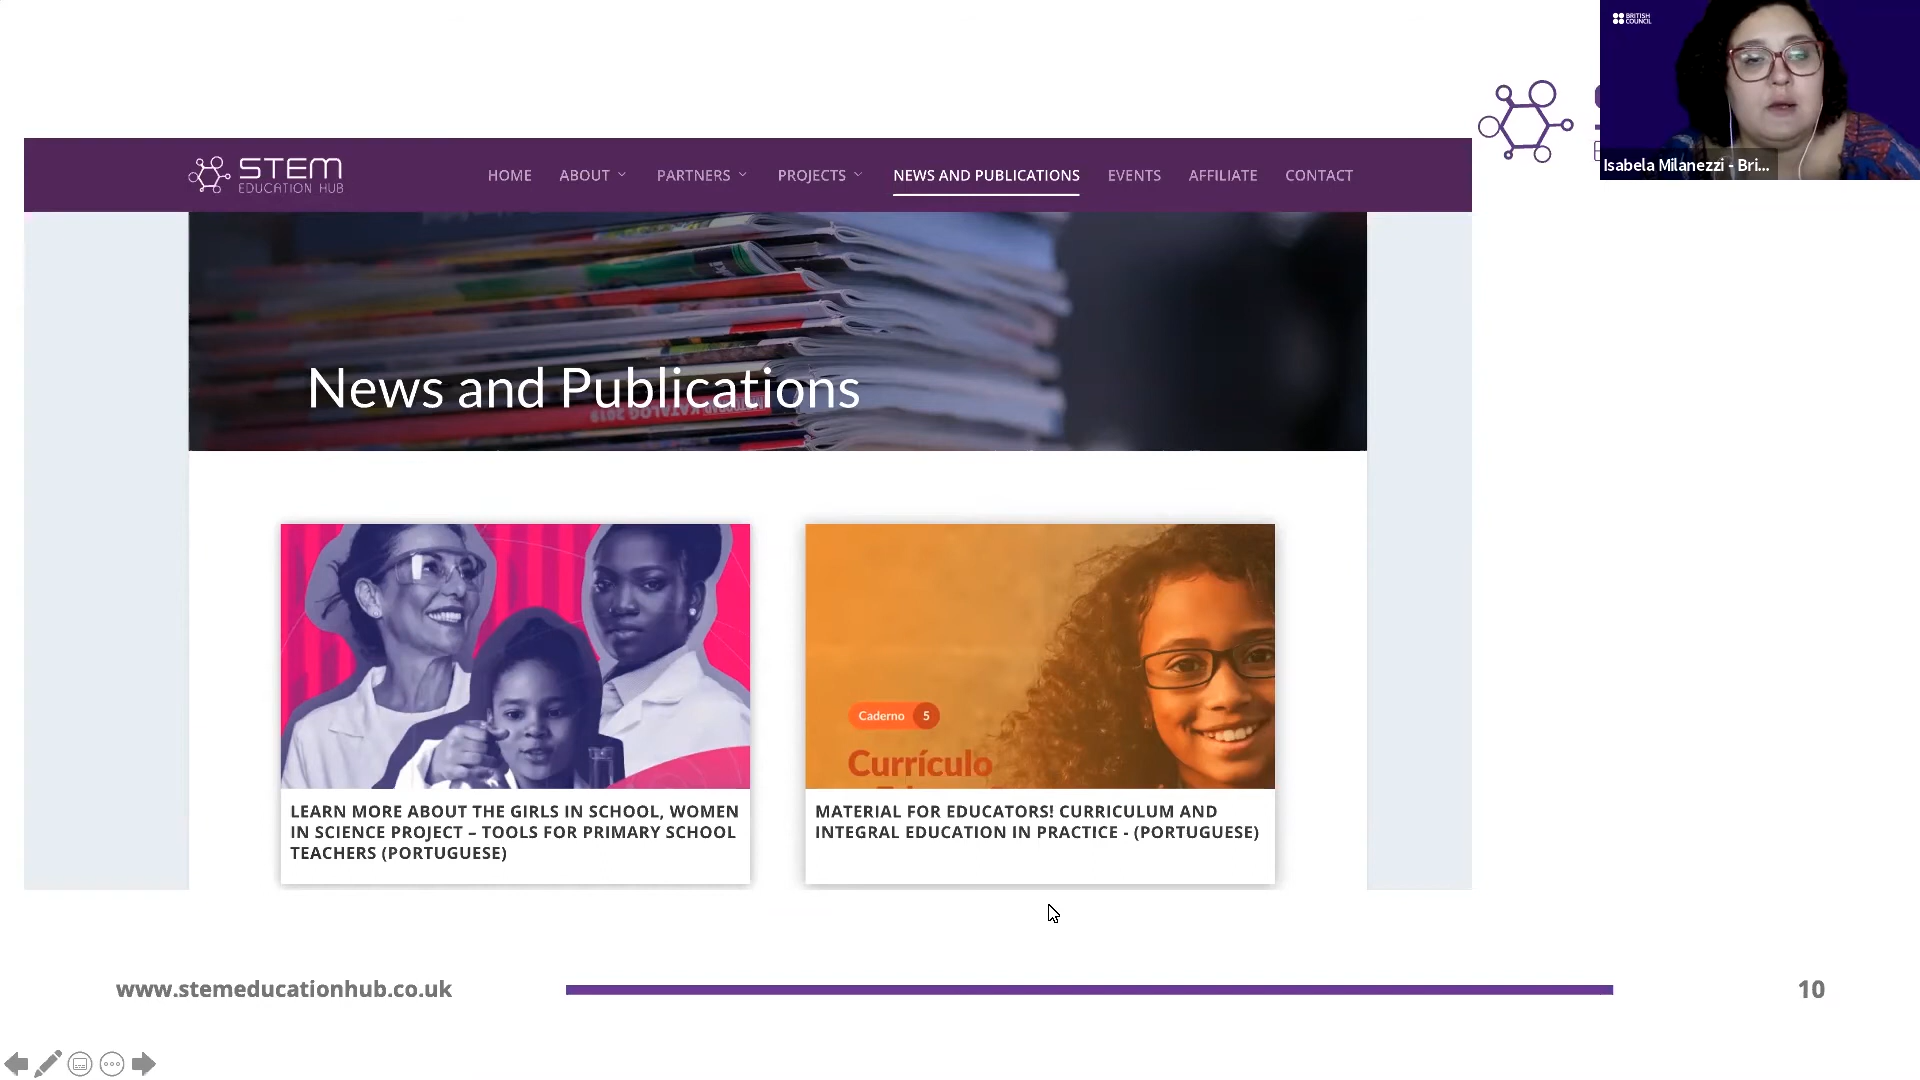 BRITISH
COUNCIL
Isabela Milanezzi - Bri...
STEM
EDUCATION HUB
HOME
ABOUT
PARTNERS
PROJECTS
NEWS AND PUBLICATIONS
EVENTS
AFFILIATE
CONTACT
News and Publications
Caderno 5
Currículo
LEARN MORE ABOUT THE GIRLS IN SCHOOL, WOMEN
IN SCIENCE PROJECT – TOOLS FOR PRIMARY SCHOOL
TEACHERS (PORTUGUESE)
MATERIAL FOR EDUCATORS! CURRICULUM AND
INTEGRAL EDUCATION IN PRACTICE - (PORTUGUESE)
www.stemeducationhub.co.uk
10